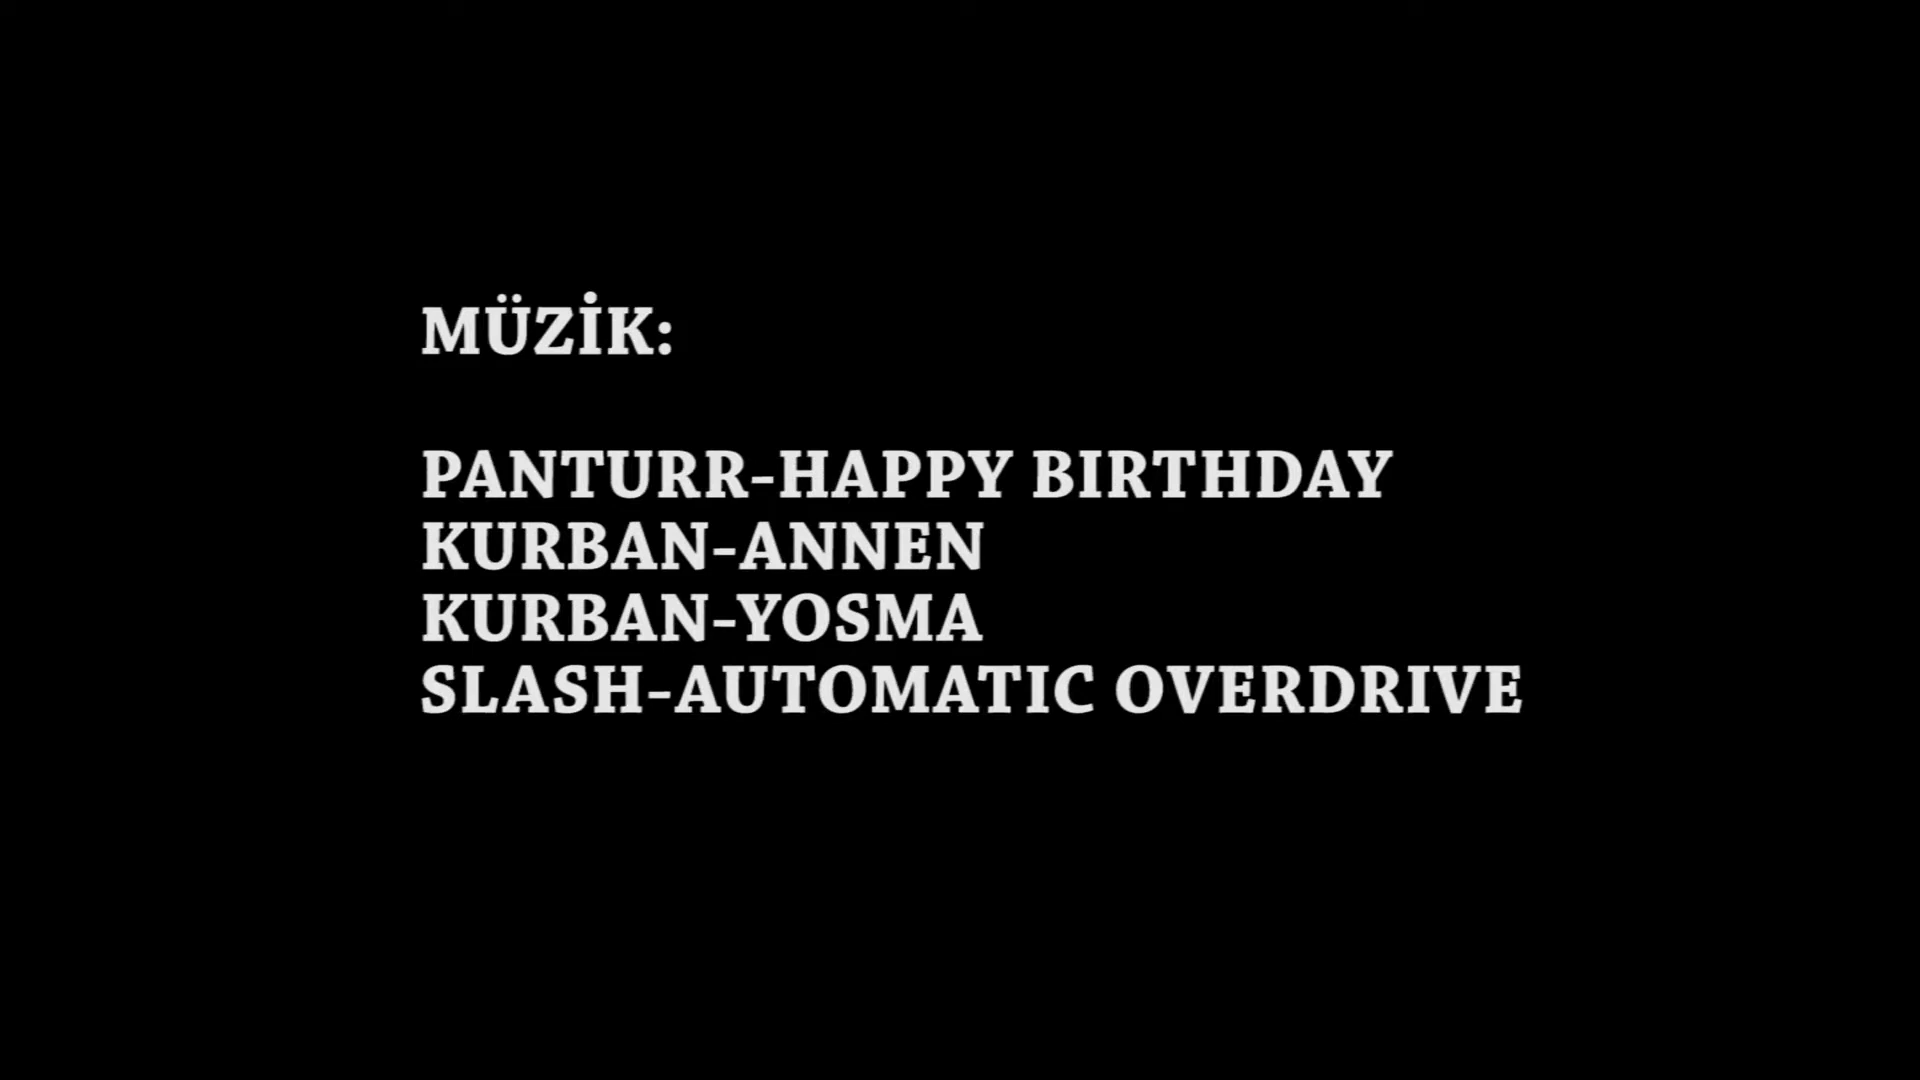 MÜZİK:
PANTURR-HAPPY BIRTHDAY
KURBAN-ANNEN
KURBAN-YOSMA
SLASH-AUTOMATIC OVERDRIVE